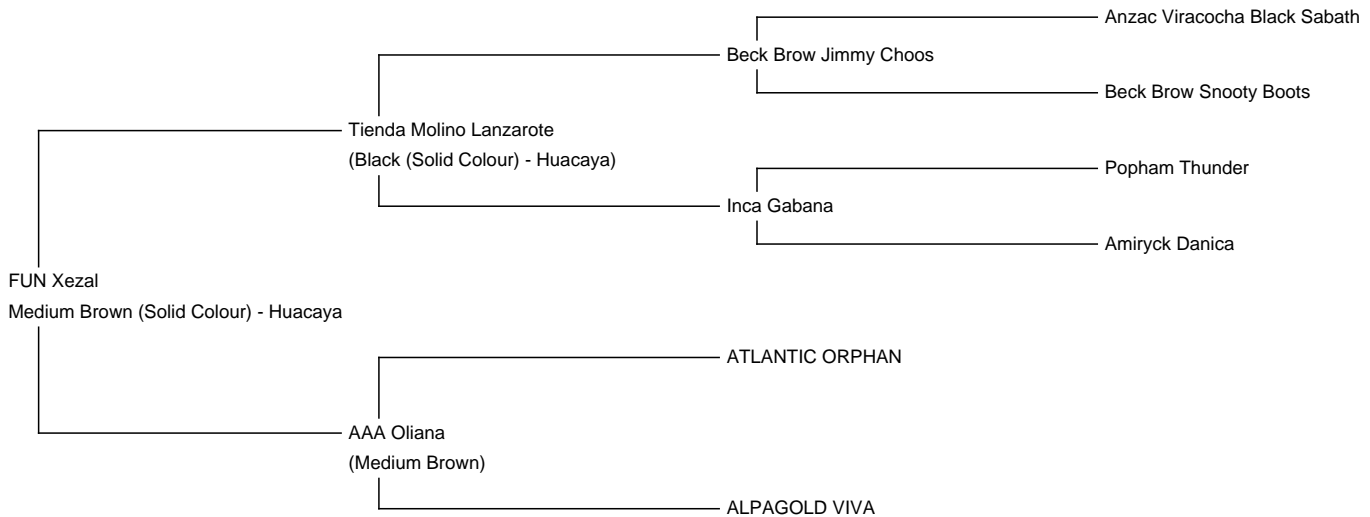 Anzac Viracocha Black Sabath
Beck Brow Jimmy Choos
Beck Brow Snooty Boots
Tienda Molino Lanzarote
(Black (Solid Colour) - Huacaya)
Popham Thunder
Inca Gabana
Amiryck Danica
FUN Xezal
Medium Brown (Solid Colour) - Huacaya
ATLANTIC ORPHAN
AAA Oliana
(Medium Brown)
ALPAGOLD VIVA